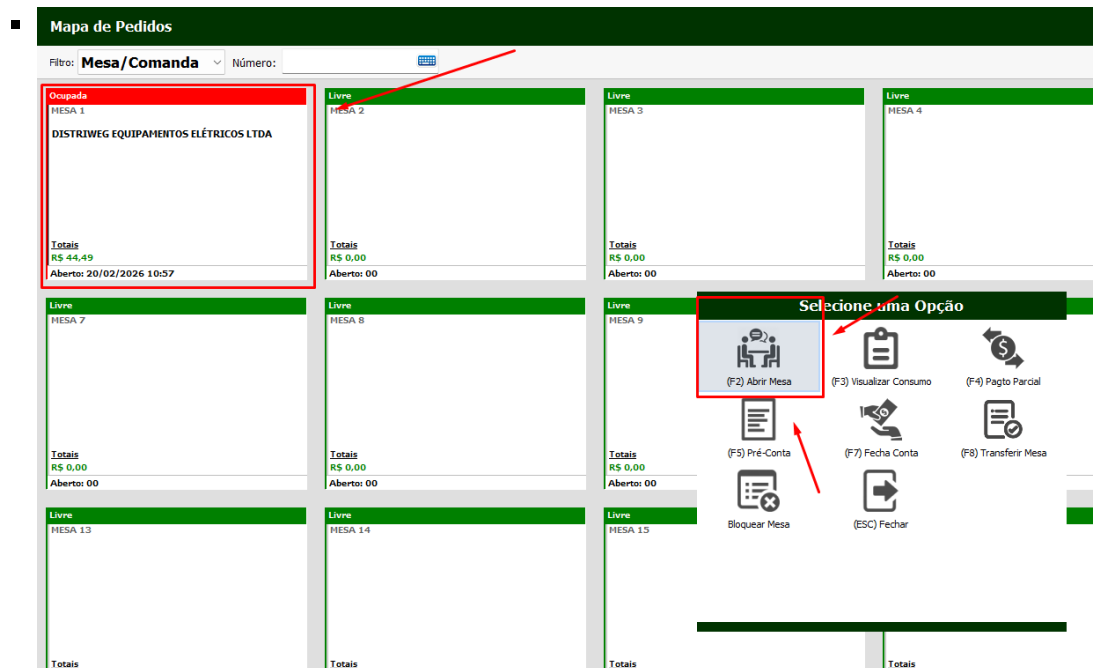 Mapa de Pedidos
Filtro: Mesa/Comanda Número:
Ocupada
MESA 1
DISTRIWEG EQUIPAMENTOS ELÉTRICOS LTDA
Totais
R$ 44,49
Aberto: 20/02/2026 10:57
Livre
MESA 2
Totais
R$ 0,00
Aberto: 00
Livre
MESA 3
Totais
R$ 0,00
Aberto: 00
Livre
MESA 4
Totais
R$ 0,00
Aberto: 00
Livre
MESA 7
Totais
R$ 0,00
Aberto: 00
Livre
MESA 8
Totais
R$ 0,00
Aberto: 00
Livre
MESA 9
Totais
R$ 0,00
Aberto: 00
Selecione uma Opção
(F2) Abrir Mesa
(F3) Visualizar Consumo
(F4) Pagto Parcial
(F5) Pré-Conta
(F7) Fecha Conta
(F8) Transferir Mesa
Bloquear Mesa
(ESC) Fechar
Livre
MESA 13
Totais
Livre
MESA 14
Totais
Livre
MESA 15
Totais
Totais